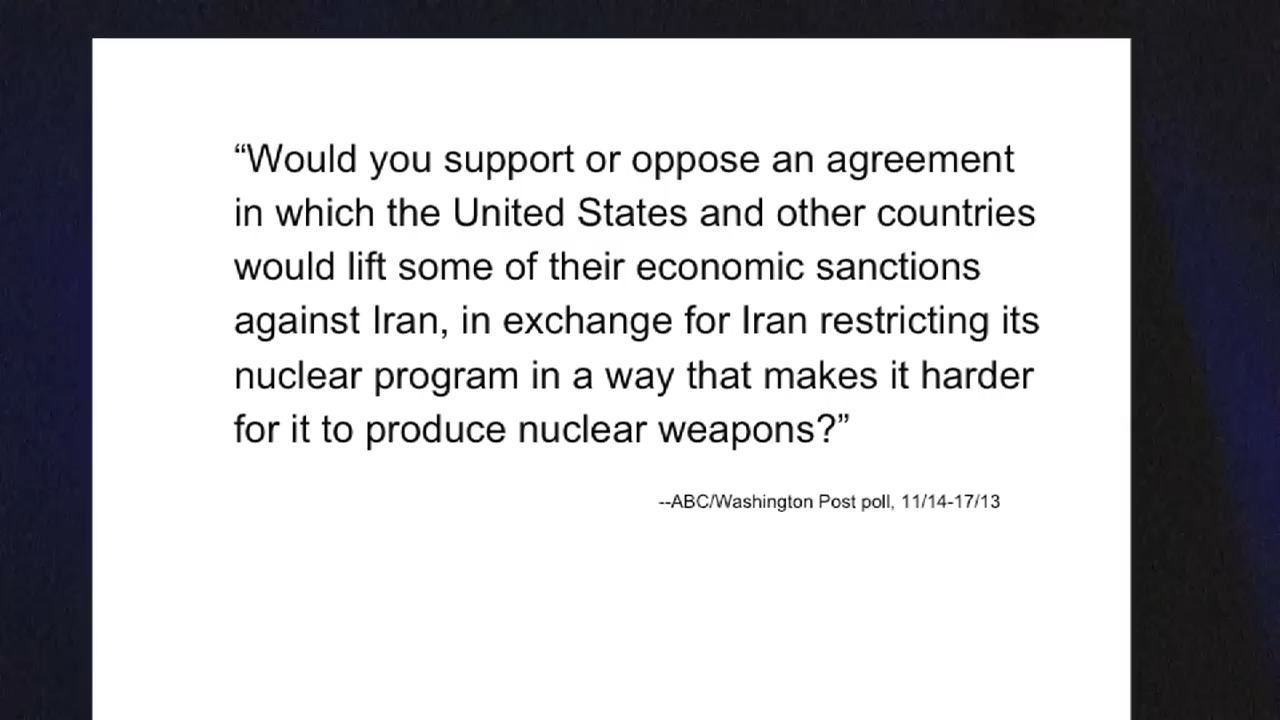 “Would you support or oppose an agreement
in which the United States and other countries
would lift some of their economic sanctions
against Iran, in exchange for Iran restricting its
nuclear program in a way that makes it harder
for it to produce nuclear weapons?”
--ABC/Washington Post poll, 11/14-17/13